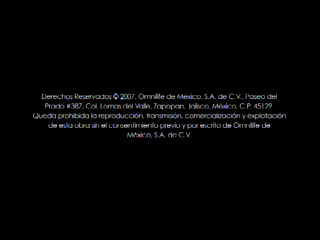 Derechos Reservados © 2007, Omnilife de México, S.A. de C.V., Paseo del
Prado #387, Col. Lomas del Valle, Zapopan, Jalisco, México, C.P. 45129
Queda prohibida la reproducción, transmisión, comercialización y explotación
de esta obra sin el consentimiento previo y por escrito de Omnilife de
México, S.A. de C.V.